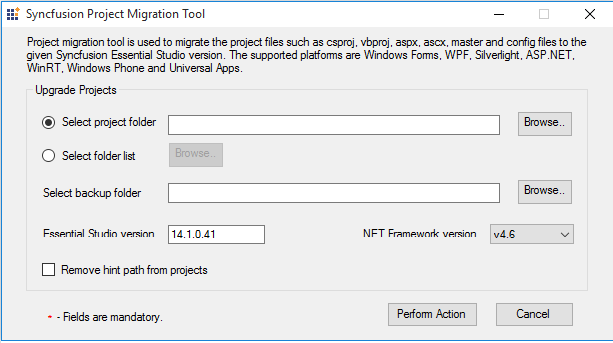 Syncfusion Project Migration Tool
Project migration tool is used to migrate the project files such as csproj, vbproj, aspx, ascx, master and config files to the
given Syncfusion Essential Studio version. The supported platforms are Windows Forms, WPF, Silverlight, ASP.NET,
WinRT, Windows Phone and Universal Apps.
Upgrade Projects
Select project folder Browse..
Select folder list Browse..
Select backup folder Browse..
Essential Studio version 14.1.0.41 .NET Framework version v4.6
Remove hint path from projects
- - Fields are mandatory. Perform Action Cancel